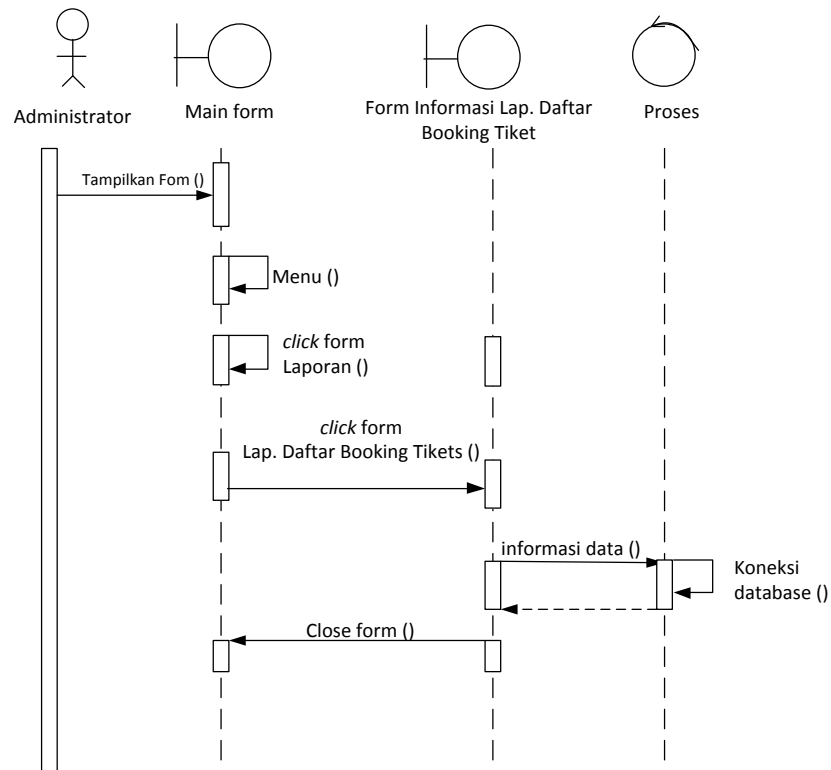 Administrator
Main form
Form Informasi Lap. Daftar
Booking Tiket
Proses
Tampilkan Fom ()
Menu ()
click form
Laporan ()
click form
Lap. Daftar Booking Tikets ()
informasi data ()
Koneksi
database ()
Close form ()